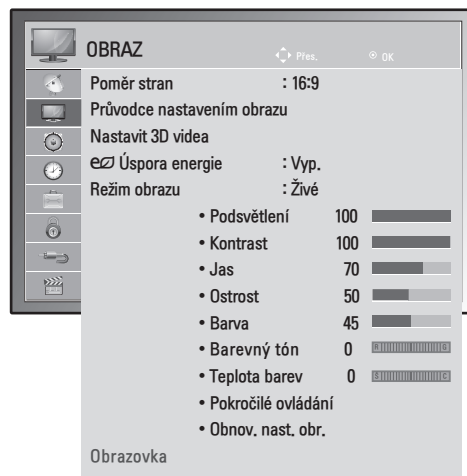 OBRAZ Přes. OK
Poměr stran : 16:9
Průvodce nastavením obrazu
Nastavit 3D videa
Úspora energie : Vyp.
Režim obrazu : Živé
• Podsvětlení 100
• Kontrast 100
• Jas 70
• Ostrost 50
• Barva 45
• Barevný tón 0 R G
• Teplota barev 0 S C
• Pokročilé ovládání
• Obnov. nast. obr.
Obrazovka